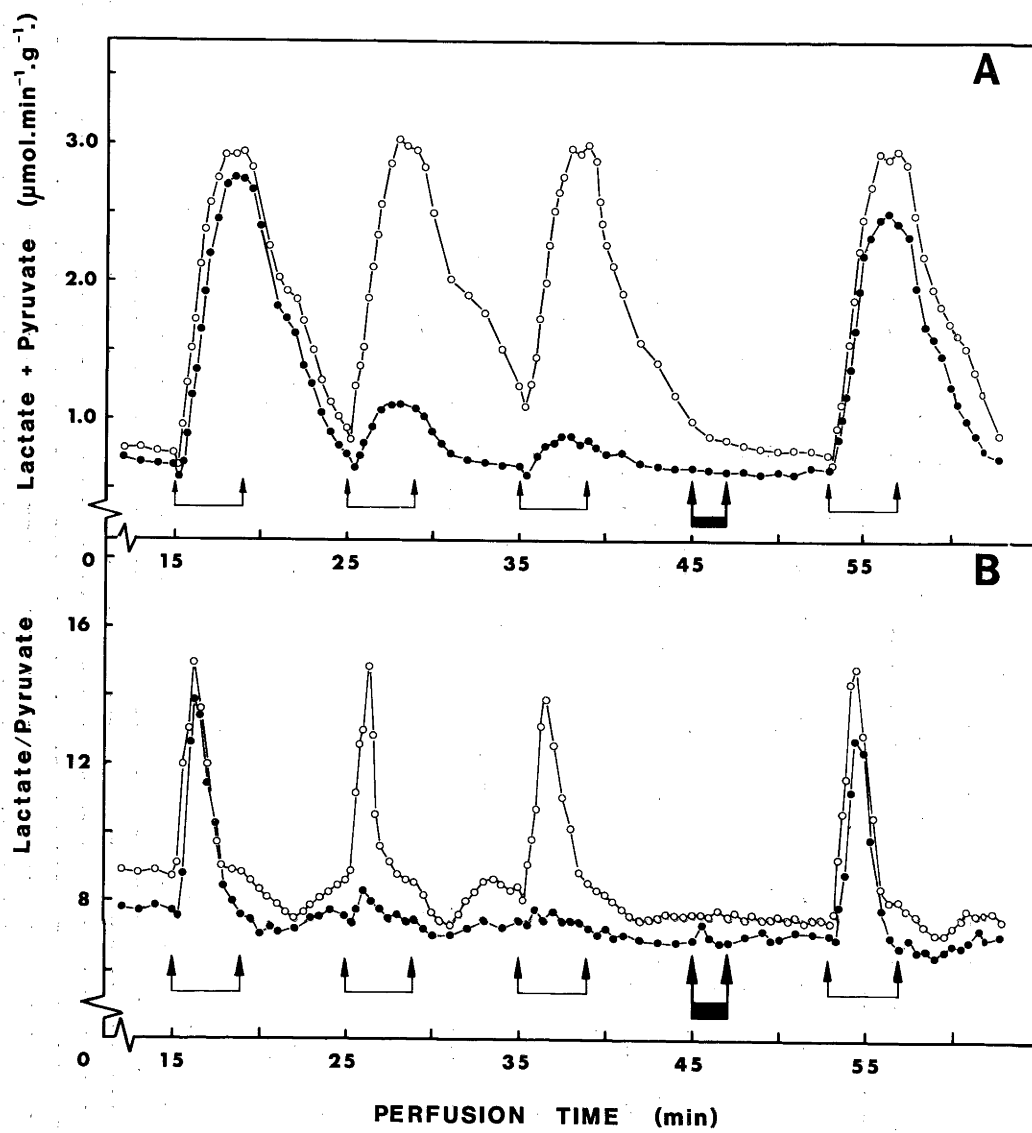 Lactate + Pyruvate (μmol.min⁻¹.g⁻¹.)
A
3.0
2.0
1.0
0
15 25 35 45 55
B
Lactate/Pyruvate
16
12
8
0
15 25 35 45 55
PERFUSION TIME (min)